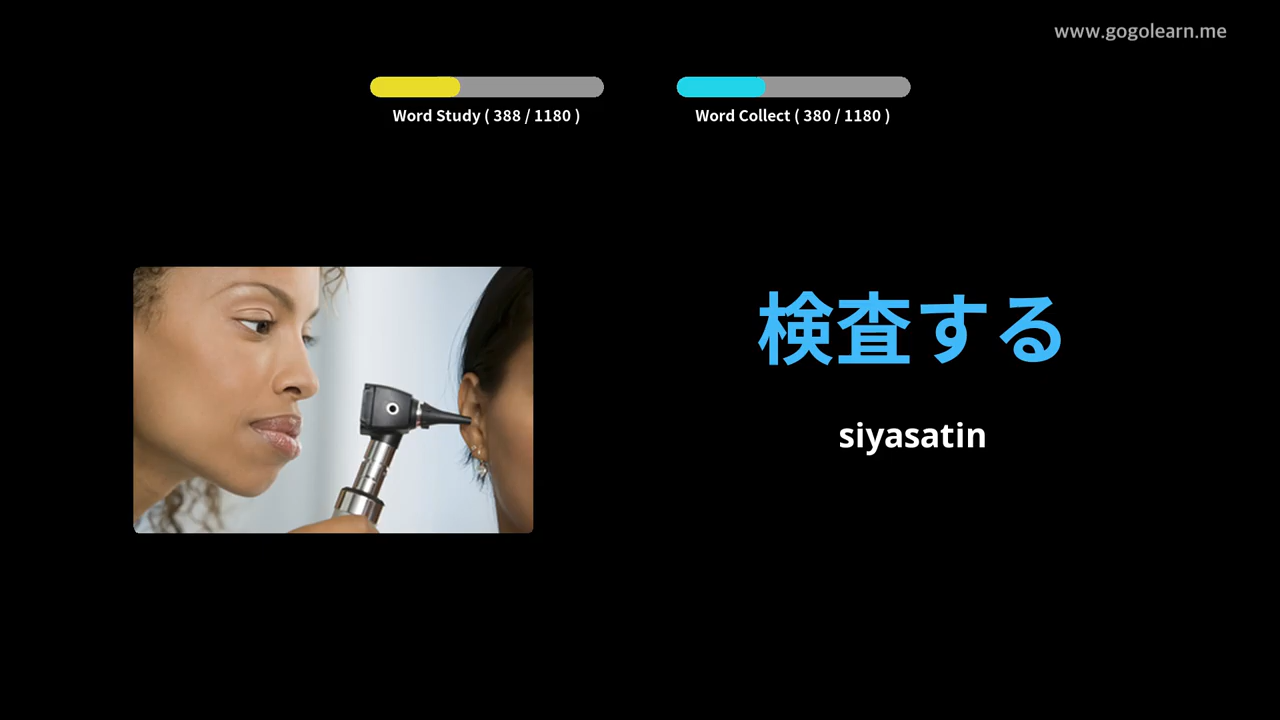 www.gogolearn.me
Word Study ( 388 / 1180 )
Word Collect ( 380 / 1180 )
検査する
siyasatin